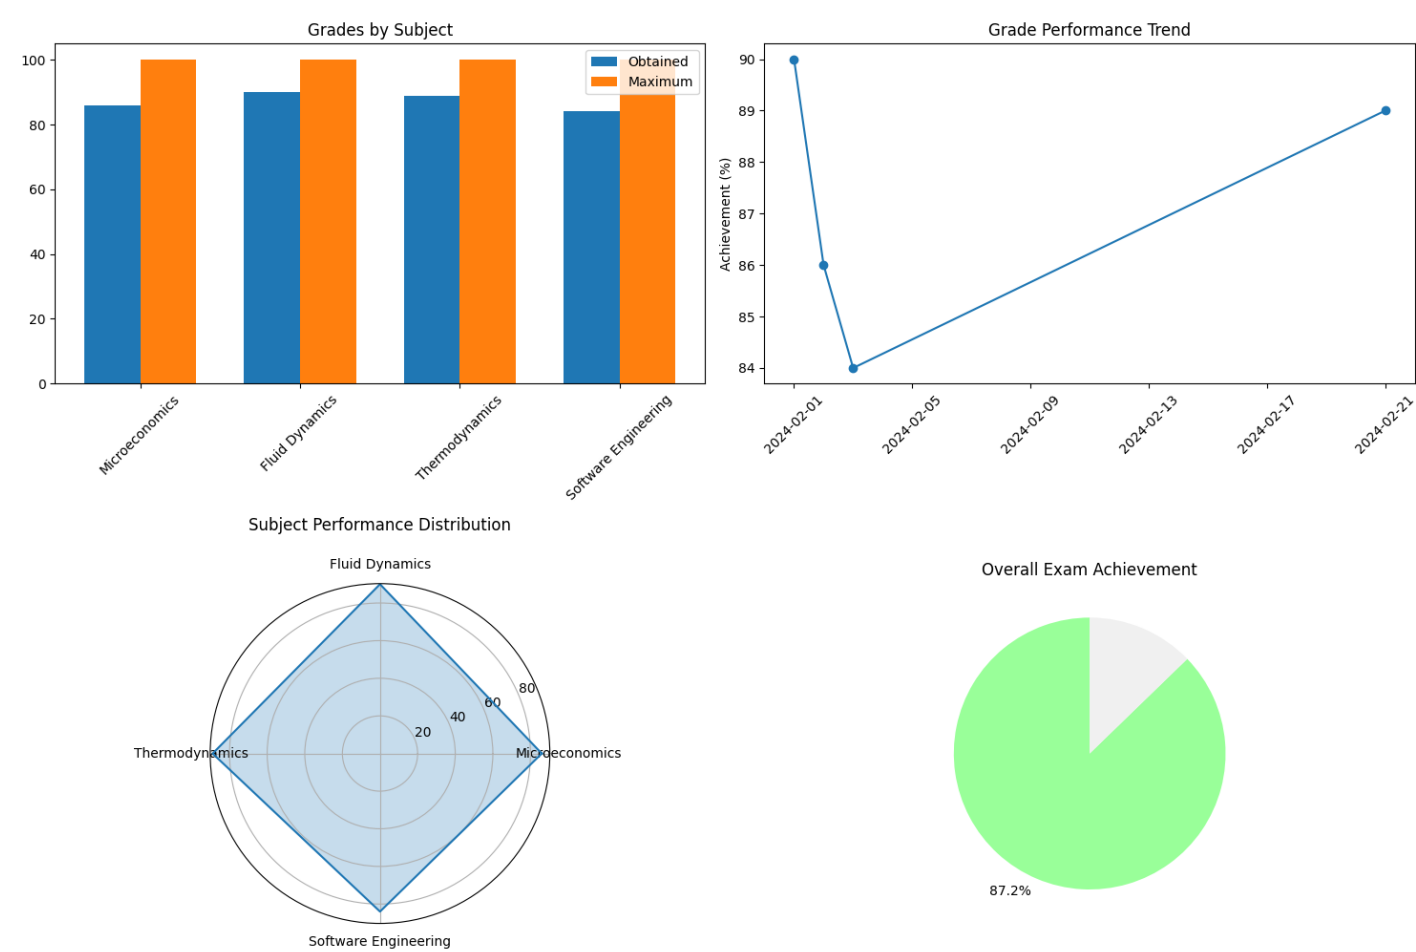 Grades by Subject
100
80
60
40
20
0
Obtained
Maximum
Microeconomics
Fluid Dynamics
Thermodynamics
Software Engineering
Grade Performance Trend
Achievement (%)
90
89
88
87
86
85
84
2024-02-01
2024-02-05
2024-02-09
2024-02-13
2024-02-17
2024-02-21
Subject Performance Distribution
Fluid Dynamics
80
60
40
20
Thermodynamics
Microeconomics
Software Engineering
Overall Exam Achievement
87.2%